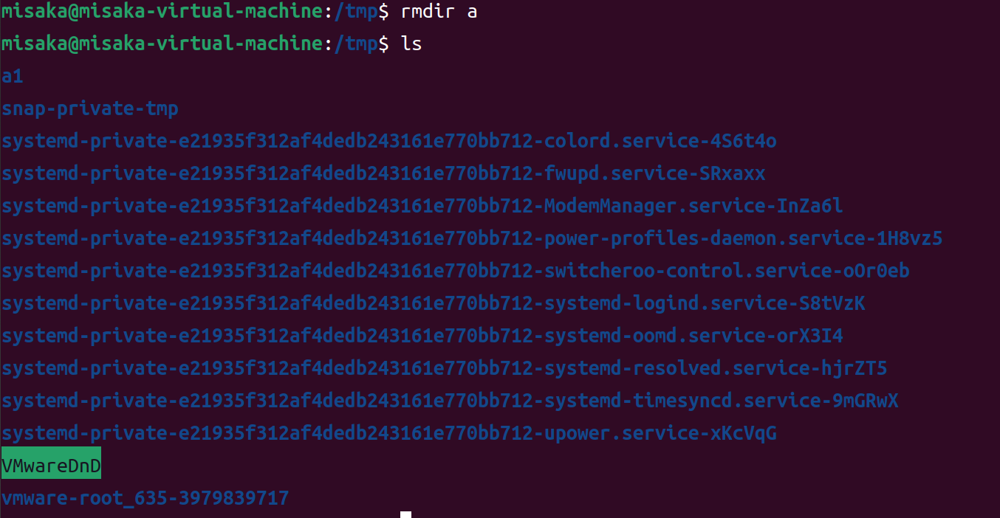 misaka@misaka-virtual-machine:/tmp$ rmdir a
misaka@misaka-virtual-machine:/tmp$ ls
a1
snap-private-tmp
systemd-private-e21935f312af4dedb243161e770bb712-colord.service-4S6t4o
systemd-private-e21935f312af4dedb243161e770bb712-fwupd.service-SRxaxx
systemd-private-e21935f312af4dedb243161e770bb712-ModemManager.service-InZa6l
systemd-private-e21935f312af4dedb243161e770bb712-power-profiles-daemon.service-1H8vz5
systemd-private-e21935f312af4dedb243161e770bb712-switcheroo-control.service-oOr0eb
systemd-private-e21935f312af4dedb243161e770bb712-systemd-logind.service-S8tVzK
systemd-private-e21935f312af4dedb243161e770bb712-systemd-oomd.service-orX3I4
systemd-private-e21935f312af4dedb243161e770bb712-systemd-resolved.service-hjrZT5
systemd-private-e21935f312af4dedb243161e770bb712-systemd-timesyncd.service-9mGRwX
systemd-private-e21935f312af4dedb243161e770bb712-upower.service-xKcVqG
VMwareDnD
vmware-root_635-3979839717